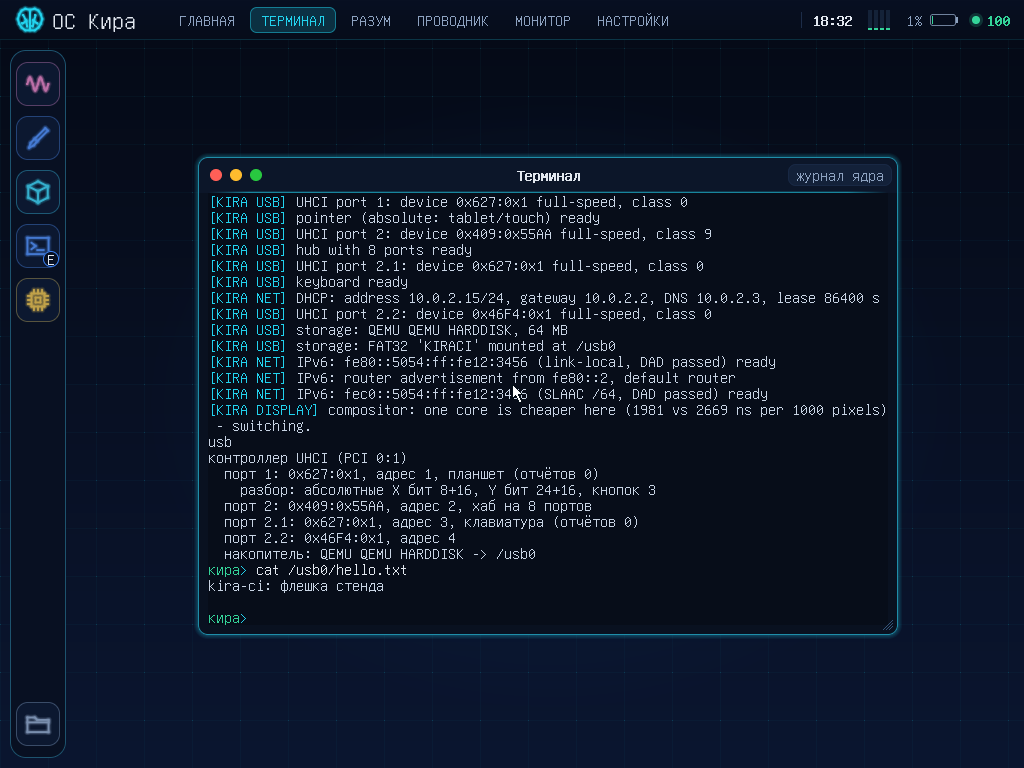 ОС Кира
ГЛАВНАЯ
ТЕРМИНАЛ
РАЗУМ
ПРОВОДНИК
МОНИТОР
НАСТРОЙКИ
18:32
1%
100
E
Терминал
журнал ядра
[KIRA USB] UHCI port 1: device 0x627:0x1 full-speed, class 0
[KIRA USB] pointer (absolute: tablet/touch) ready
[KIRA USB] UHCI port 2: device 0x409:0x55AA full-speed, class 9
[KIRA USB] hub with 8 ports ready
[KIRA USB] UHCI port 2.1: device 0x627:0x1 full-speed, class 0
[KIRA USB] keyboard ready
[KIRA NET] DHCP: address 10.0.2.15/24, gateway 10.0.2.2, DNS 10.0.2.3, lease 86400 s
[KIRA USB] UHCI port 2.2: device 0x46F4:0x1 full-speed, class 0
[KIRA USB] storage: QEMU QEMU HARDDISK, 64 MB
[KIRA USB] storage: FAT32 'KIRACI' mounted at /usb0
[KIRA NET] IPv6: fe80::5054:ff:fe12:3456 (link-local, DAD passed) ready
[KIRA NET] IPv6: router advertisement from fe80::2, default router
[KIRA NET] IPv6: fec0::5054:ff:fe12:3456 (SLAAC /64, DAD passed) ready
[KIRA DISPLAY] compositor: one core is cheaper here (1981 vs 2669 ns per 1000 pixels)
- switching.
usb
контроллер UHCI (PCI 0:1)
порт 1: 0x627:0x1, адрес 1, планшет (отчётов 0)
разбор: абсолютные X бит 8+16, Y бит 24+16, кнопок 3
порт 2: 0x409:0x55AA, адрес 2, хаб на 8 портов
порт 2.1: 0x627:0x1, адрес 3, клавиатура (отчётов 0)
порт 2.2: 0x46F4:0x1, адрес 4
накопитель: QEMU QEMU HARDDISK -> /usb0
кира> cat /usb0/hello.txt
kira-ci: флешка стенда
кира>